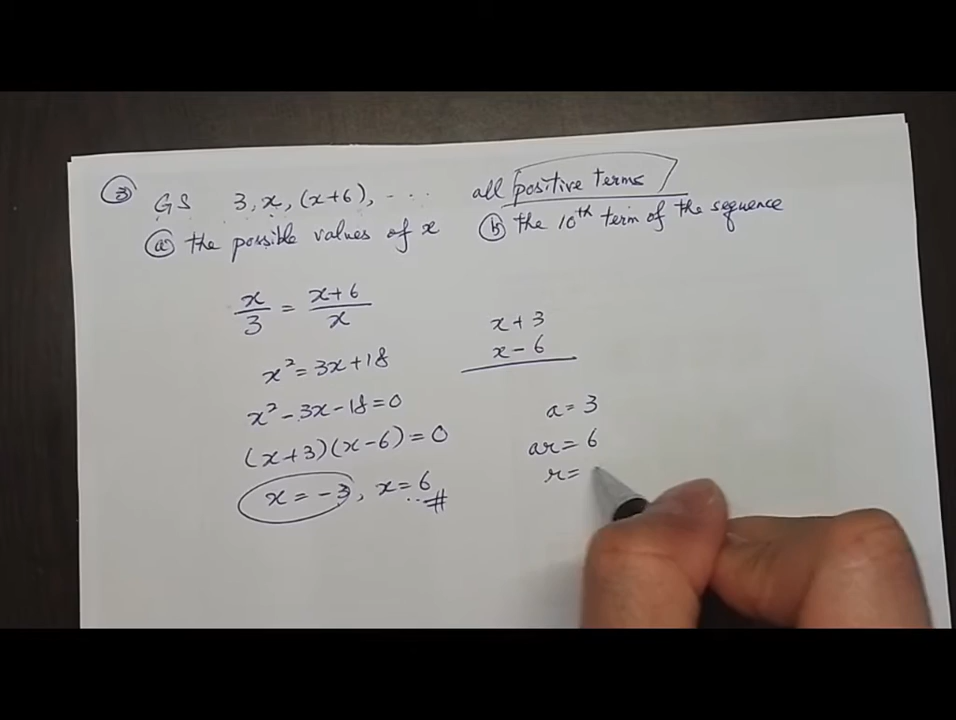 ③ GS 3, x, (x+6), ..... all positive terms
ⓐ the possible values of x ⓑ the 10th term of the sequence
x/3 = (x+6)/x
x² = 3x+18
x² - 3x - 18 = 0
(x+3)(x-6) = 0
x = -3, x = 6 #
x + 3
x - 6
a = 3
ar = 6
r =